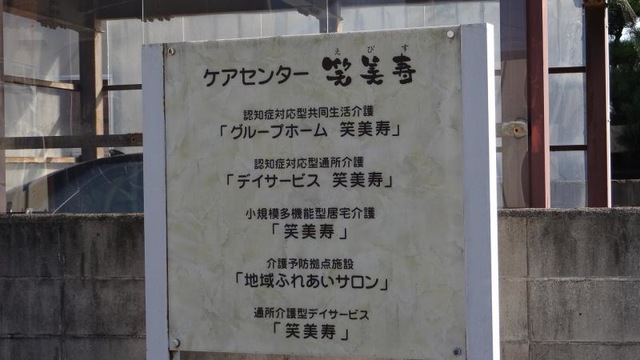 えびす
ケアセンター 笑美寿
認知症対応型共同生活介護
「グループホーム 笑美寿」
認知症対応型通所介護
「デイサービス 笑美寿」
小規模多機能型居宅介護
「笑美寿」
介護予防拠点施設
「地域ふれあいサロン」
通所介護型デイサービス
「笑美寿」